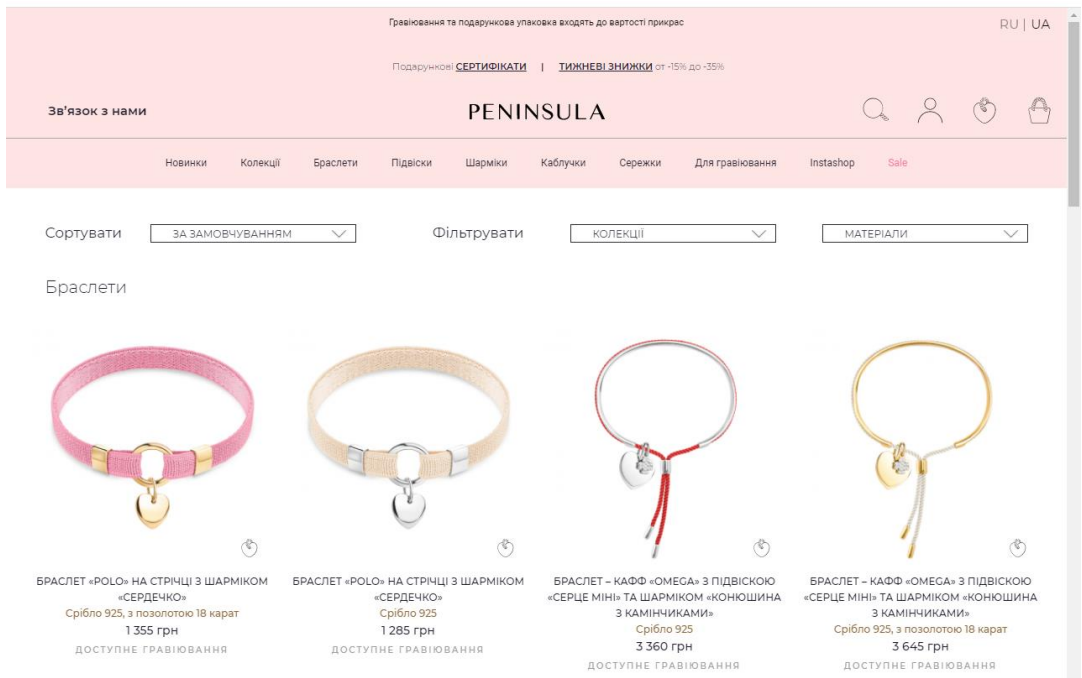 Гравіювання та подарункова упаковка входять до вартості прикрас
RU | UA
Подарункові СЕРТИФІКАТИ | ТИЖНЕВІ ЗНИЖКИ от -15% до -35%
Зв'язок з нами
PENINSULA
Новинки Колекції Браслети Підвіски Шарміки Каблучки Сережки Для гравіювання Instashop Sale
Сортувати ЗА ЗАМОВЧУВАННЯМ Фільтрувати КОЛЕКЦІЇ МАТЕРІАЛИ
Браслети
БРАСЛЕТ «POLO» НА СТРІЧЦІ З ШАРМІКОМ
«СЕРДЕЧКО»
Срібло 925, з позолотою 18 карат
1 355 грн
ДОСТУПНЕ ГРАВІЮВАННЯ
БРАСЛЕТ «POLO» НА СТРІЧЦІ З ШАРМІКОМ
«СЕРДЕЧКО»
Срібло 925
1 285 грн
ДОСТУПНЕ ГРАВІЮВАННЯ
БРАСЛЕТ – КАФФ «OMEGA» З ПІДВІСКОЮ
«СЕРЦЕ МІНІ» ТА ШАРМІКОМ «КОНЮШИНА
З КАМІНЧИКАМИ»
Срібло 925
3 360 грн
ДОСТУПНЕ ГРАВІЮВАННЯ
БРАСЛЕТ – КАФФ «OMEGA» З ПІДВІСКОЮ
«СЕРЦЕ МІНІ» ТА ШАРМІКОМ «КОНЮШИНА
З КАМІНЧИКАМИ»
Срібло 925, з позолотою 18 карат
3 645 грн
ДОСТУПНЕ ГРАВІЮВАННЯ